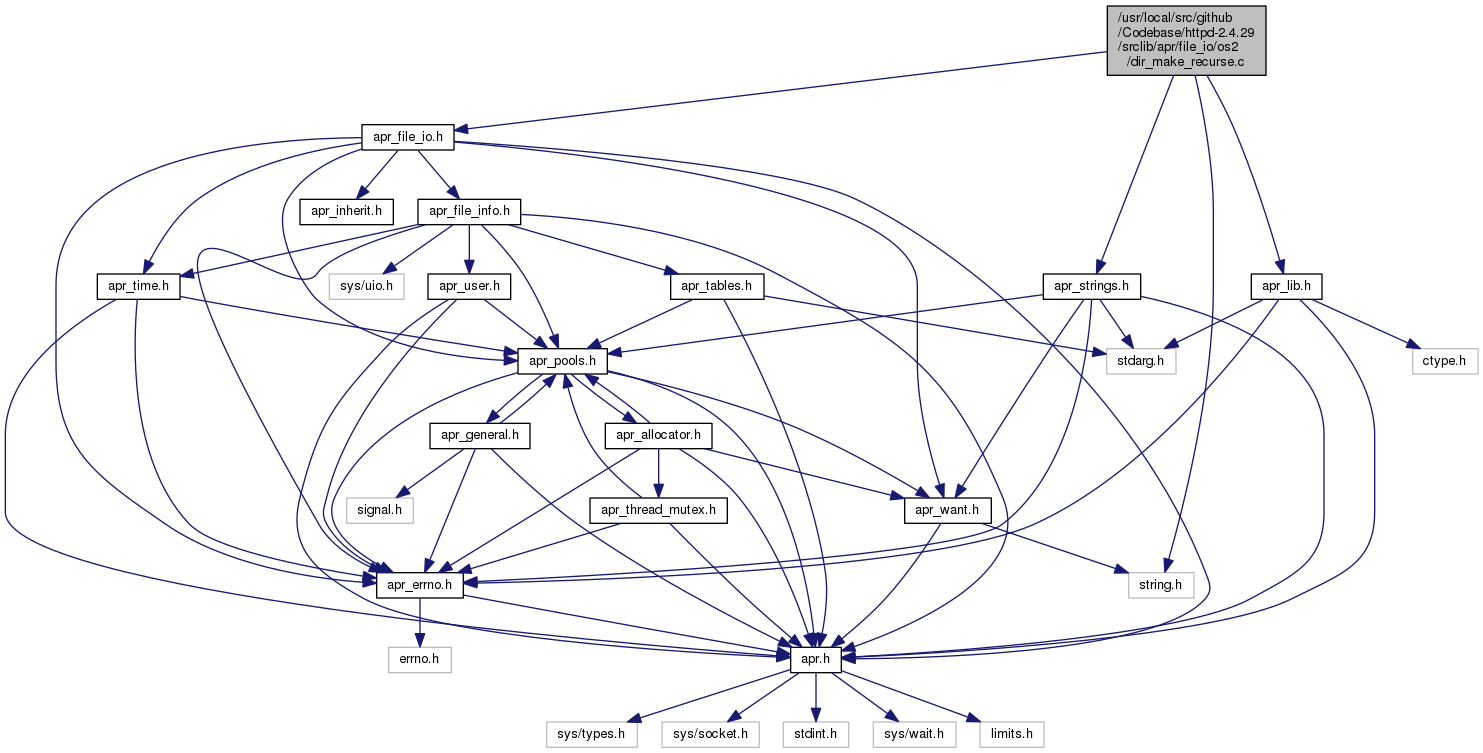 /usr/local/src/github
/Codebase/httpd-2.4.29
/srclib/apr/file_io/os2
/dir_make_recurse.c
apr_file_io.h
apr_inherit.h
apr_file_info.h
apr_time.h
sys/uio.h
apr_user.h
apr_tables.h
apr_strings.h
apr_lib.h
apr_pools.h
stdarg.h
ctype.h
apr_general.h
apr_allocator.h
signal.h
apr_thread_mutex.h
apr_want.h
apr_errno.h
string.h
errno.h
apr.h
sys/types.h
sys/socket.h
stdint.h
sys/wait.h
limits.h